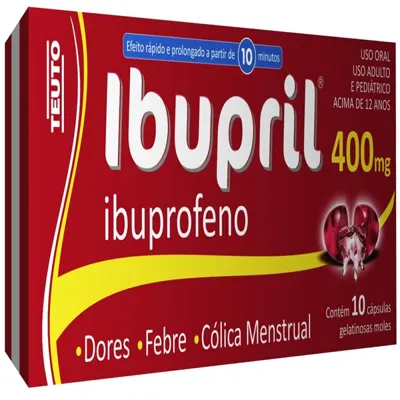 TEUTO
Efeito rápido e prolongado a partir de 10 minutos
USO ORAL
USO ADULTO
E PEDIÁTRICO
ACIMA DE 12 ANOS
Ibupril®
400mg
ibuprofeno
Contém 10 cápsulas
gelatinosas moles
•Dores •Febre •Cólica Menstrual